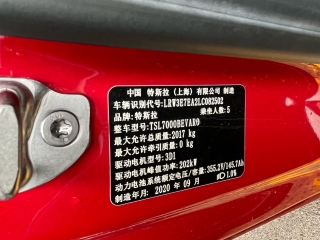 中国 特斯拉（上海）有限公司 制造
车辆识别代号:LRW3E7EA2LC082502
品牌:特斯拉 乘坐人数:5
整车型号:TSL7000BEVAR0
最大允许总质量:2017 kg
最大允许牵引质量:0 kg
驱动电机型号:3D1
驱动电机峰值功率:202kW
动力电池系统额定电压/容量:355.2V/145.7Ah
制造年月:2020 年 09 月 1.0%